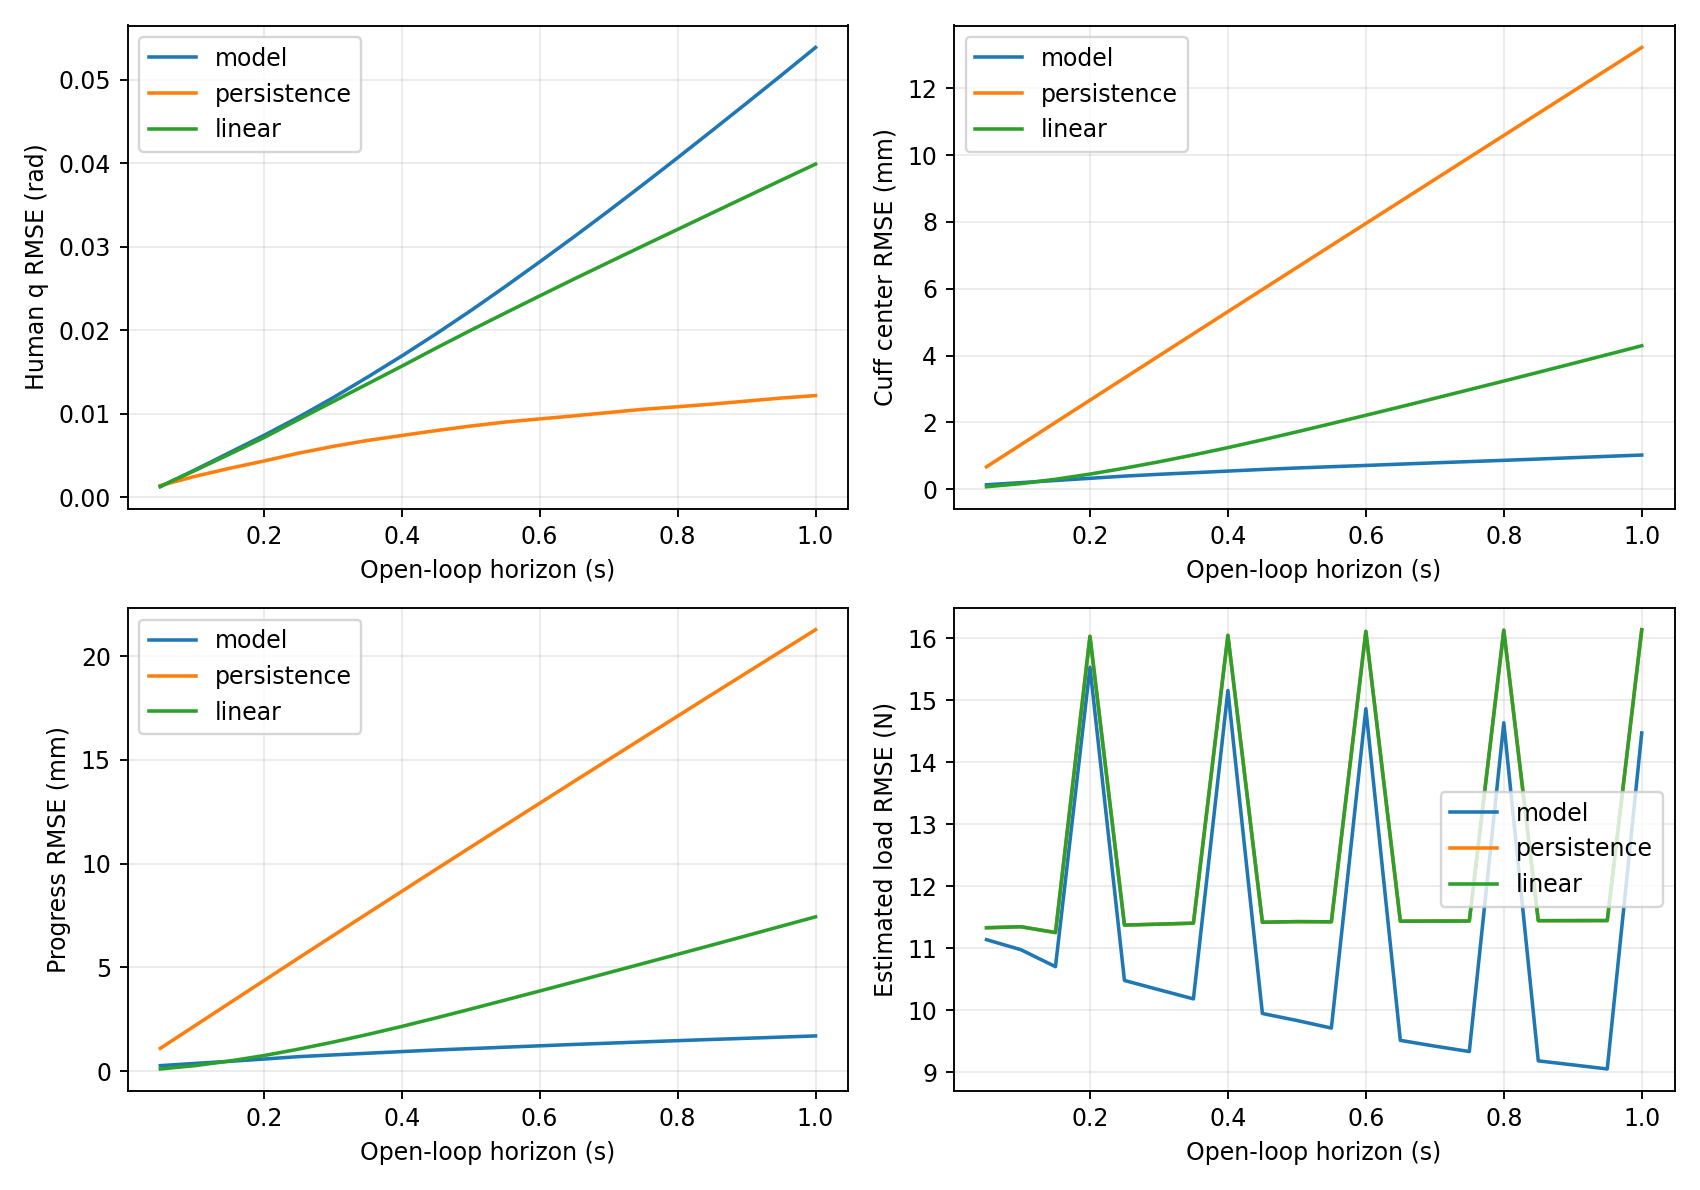 model
persistence
linear
0.05
0.04
0.03
0.02
0.01
0.00
Human q RMSE (rad)
0.2 0.4 0.6 0.8 1.0
Open-loop horizon (s)
model
persistence
linear
12
10
8
6
4
2
0
Cuff center RMSE (mm)
0.2 0.4 0.6 0.8 1.0
Open-loop horizon (s)
model
persistence
linear
20
15
10
5
0
Progress RMSE (mm)
0.2 0.4 0.6 0.8 1.0
Open-loop horizon (s)
16
15
14
13
12
11
10
9
Estimated load RMSE (N)
model
persistence
linear
0.2 0.4 0.6 0.8 1.0
Open-loop horizon (s)